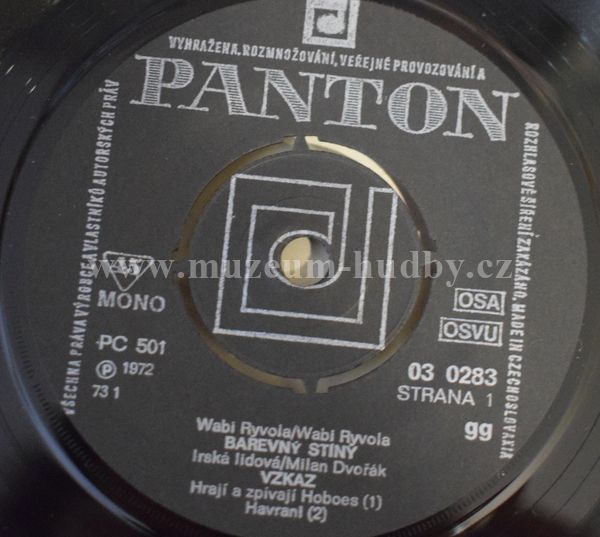 VŠECHNA PRÁVA VÝROBCE A VLASTNÍKŮ AUTORSKÝCH PRÁV
VYHRAŽENA, ROZMNOŽOVÁNÍ, VEŘEJNÉ PROVOZOVÁNÍ A
ROZHLASOVÉ ŠÍŘENÍ ZAKÁZÁNO, MADE IN CZECHOSLOVAKIA
PANTON
www.muzeum-hudby.cz
45
MONO
OSA
OSVU
PC 501
℗ 1972
73 1
03 0283
STRANA 1
gg
Wabi Ryvola/Wabi Ryvola
BAREVNÝ STÍNÝ
Irská lidová/Milan Dvořák
VZKAZ
Hrají a zpívají Hoboes (1)
Havrani (2)